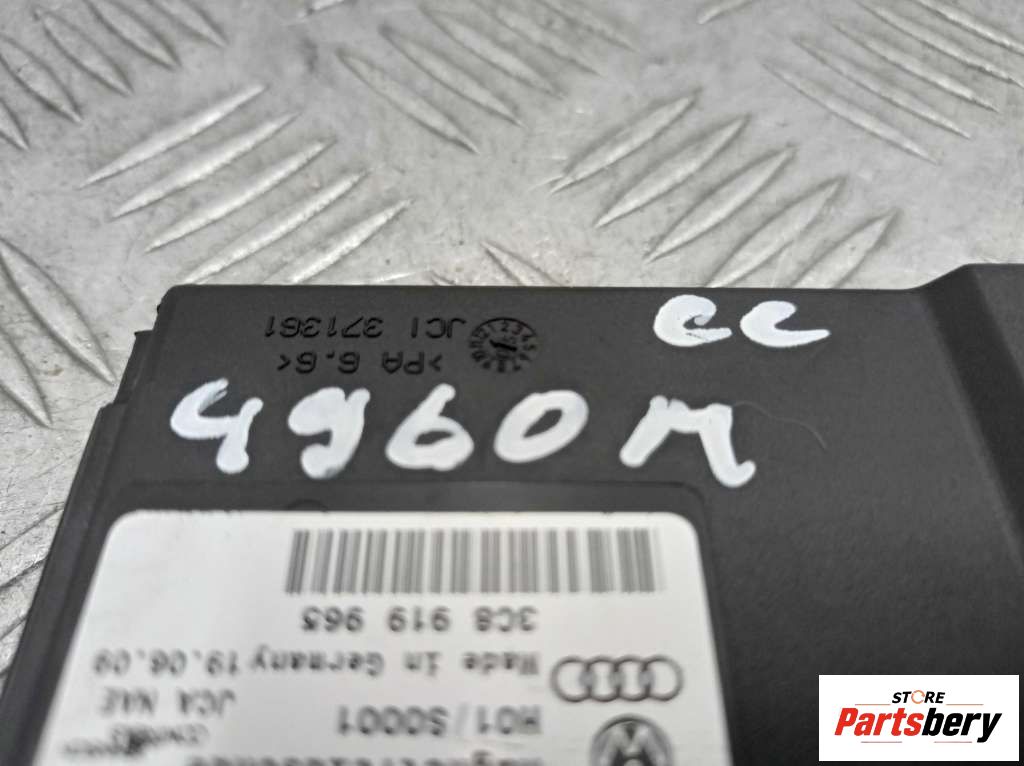 CC
JCI 371361
>PA 6.6<
4960M
3C8 919 965
Made in Germany 19.06.09
JCA NAE
H01/S0001
STORE
Partsbery